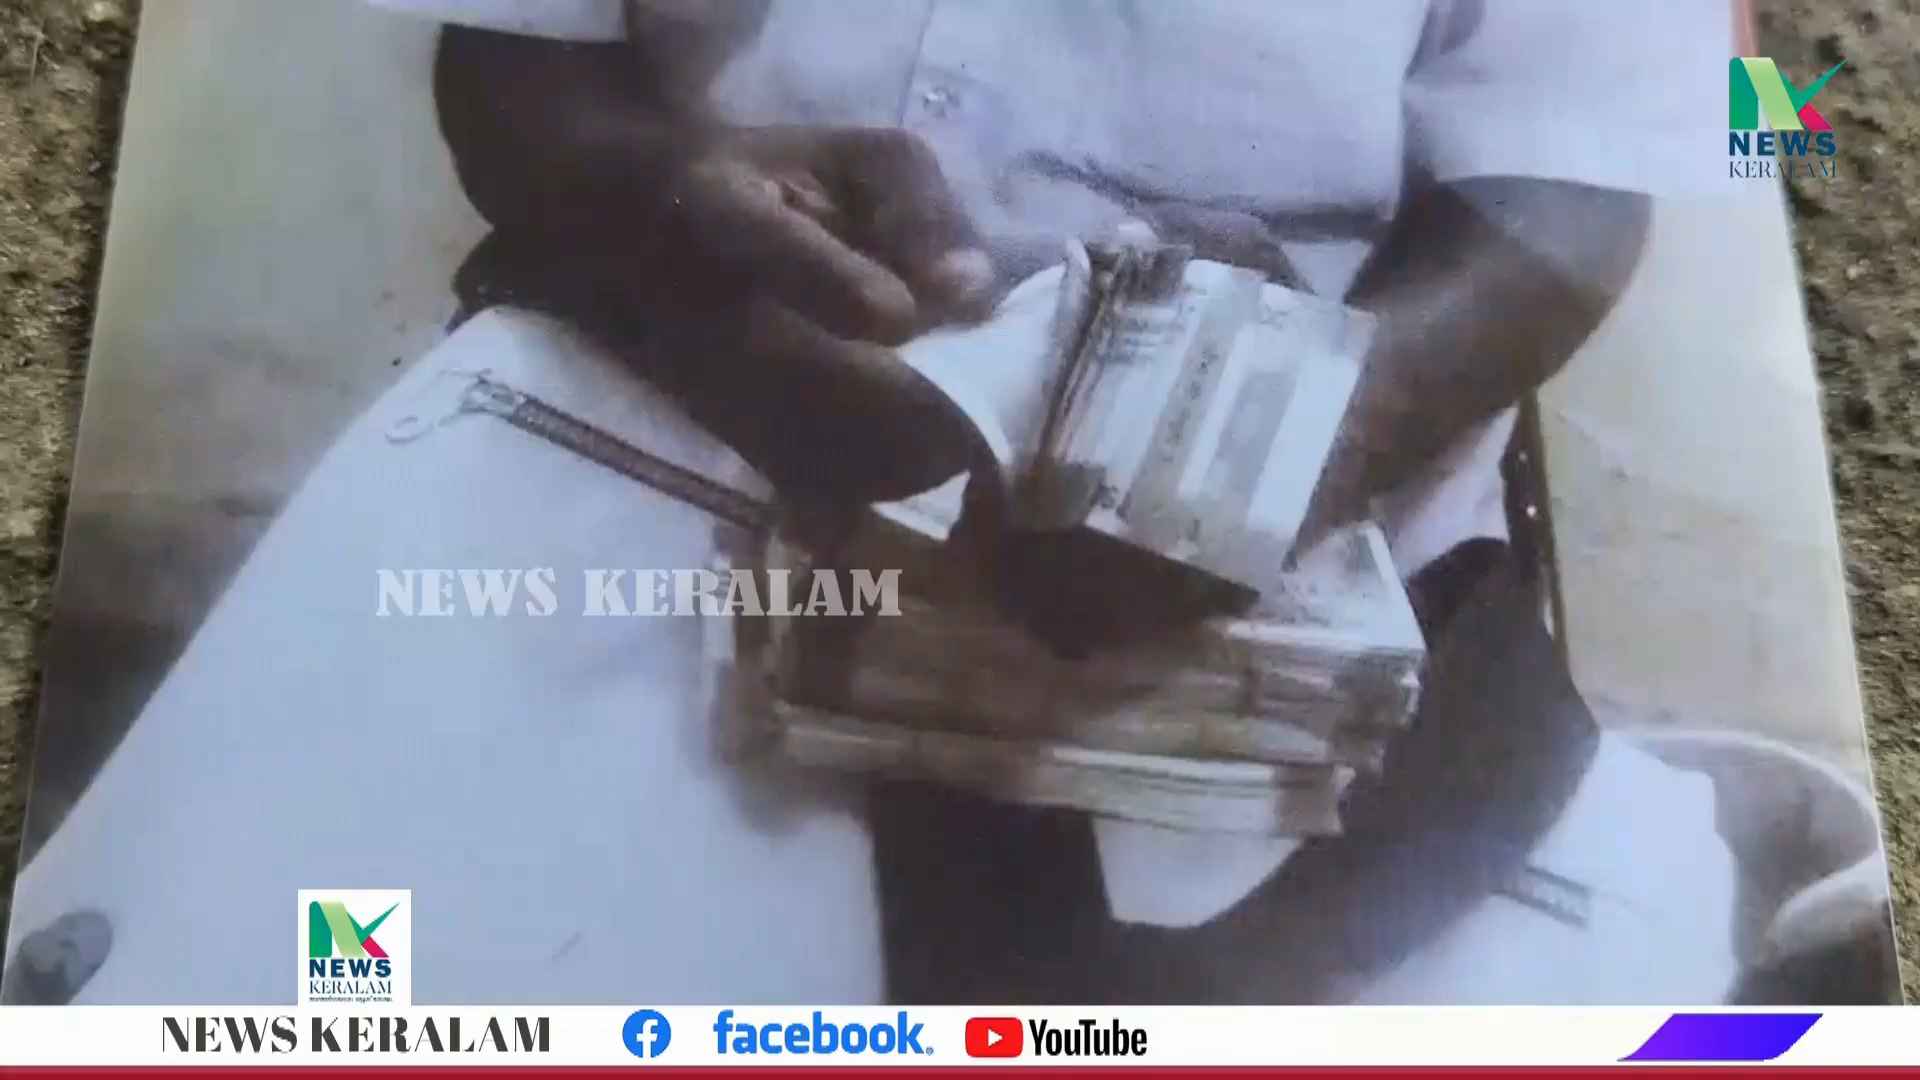 NEWS
KERALAM
NEWS KERALAM
NEWS
KERALAM
NEWS KERALAM
facebook.
YouTube